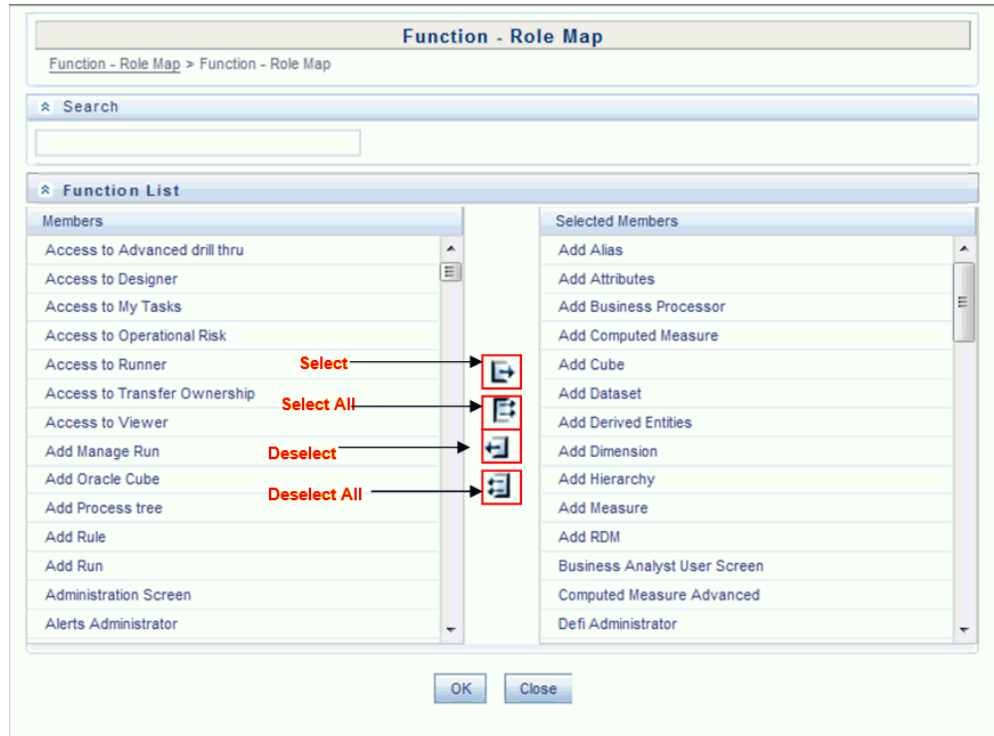 Function - Role Map
Function - Role Map > Function - Role Map
Search
Function List
Members
Access to Advanced drill thru
Access to Designer
Access to My Tasks
Access to Operational Risk
Access to Runner
Access to Transfer Ownership
Access to Viewer
Add Manage Run
Add Oracle Cube
Add Process tree
Add Rule
Add Run
Administration Screen
Alerts Administrator
Select
Select All
Deselect
Deselect All
Selected Members
Add Alias
Add Attributes
Add Business Processor
Add Computed Measure
Add Cube
Add Dataset
Add Derived Entities
Add Dimension
Add Hierarchy
Add Measure
Add RDM
Business Analyst User Screen
Computed Measure Advanced
Defi Administrator
OK
Close